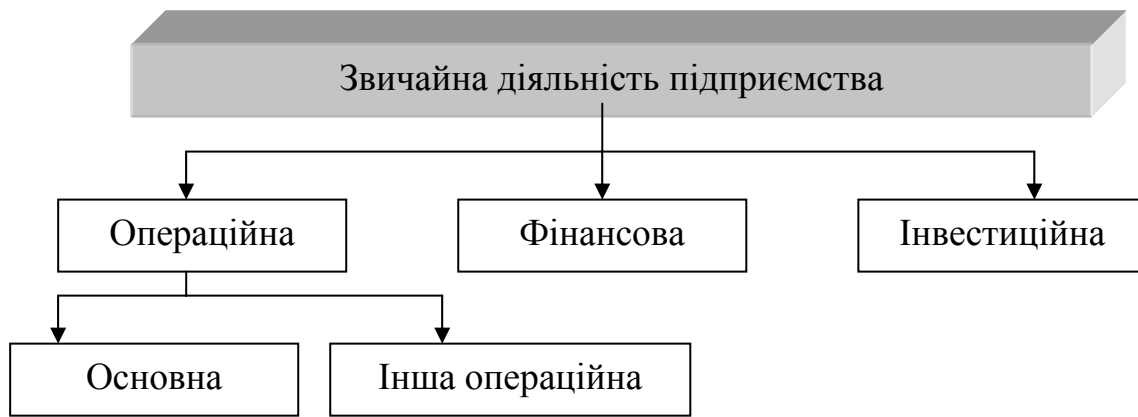 Звичайна діяльність підприємства
Операційна
Фінансова
Інвестиційна
Основна
Інша операційна